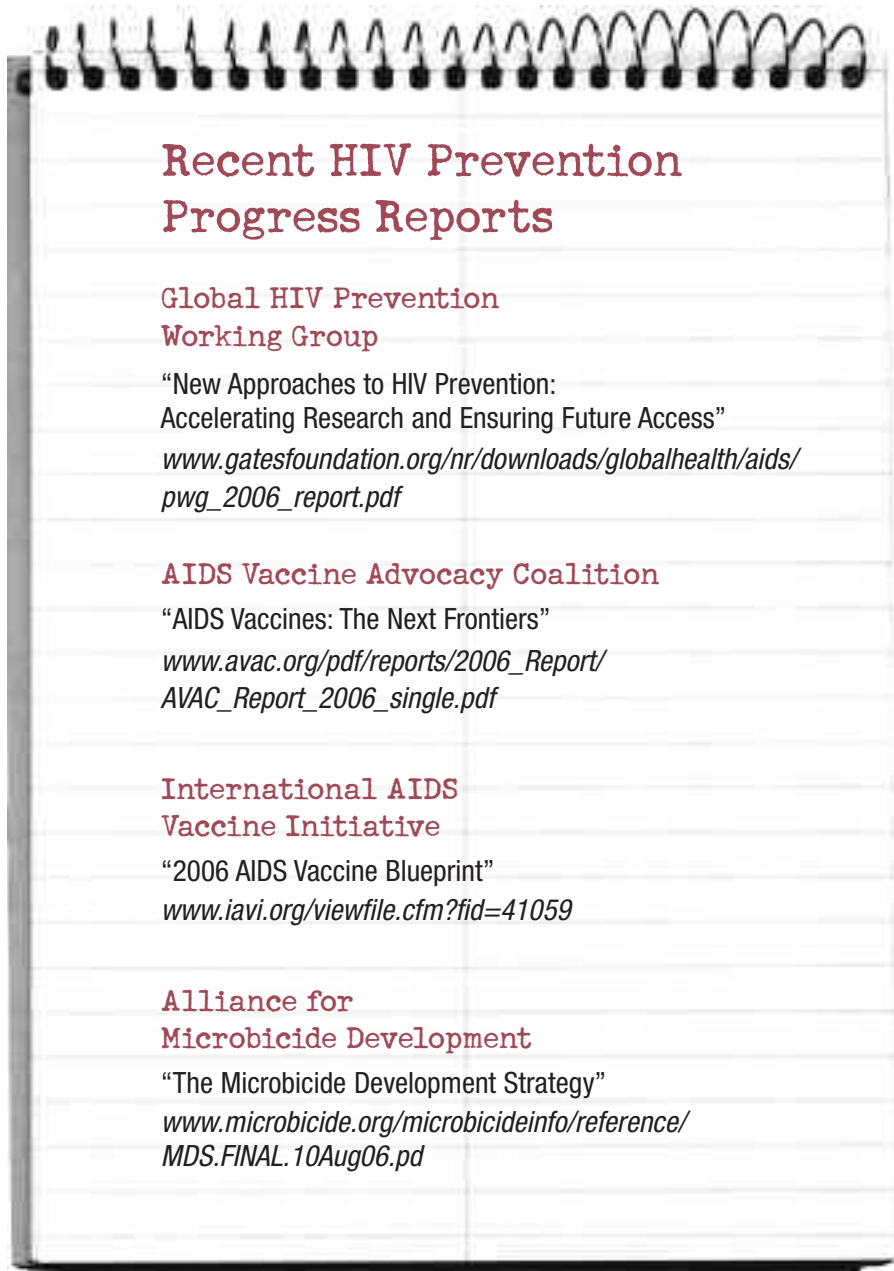 Recent HIV Prevention
Progress Reports
Global HIV Prevention
Working Group
“New Approaches to HIV Prevention:
Accelerating Research and Ensuring Future Access”
www.gatesfoundation.org/nr/downloads/globalhealth/aids/
pwg_2006_report.pdf
AIDS Vaccine Advocacy Coalition
“AIDS Vaccines: The Next Frontiers”
www.avac.org/pdf/reports/2006_Report/
AVAC_Report_2006_single.pdf
International AIDS
Vaccine Initiative
“2006 AIDS Vaccine Blueprint”
www.iavi.org/viewfile.cfm?fid=41059
Alliance for
Microbicide Development
“The Microbicide Development Strategy”
www.microbicide.org/microbicideinfo/reference/
MDS.FINAL.10Aug06.pd